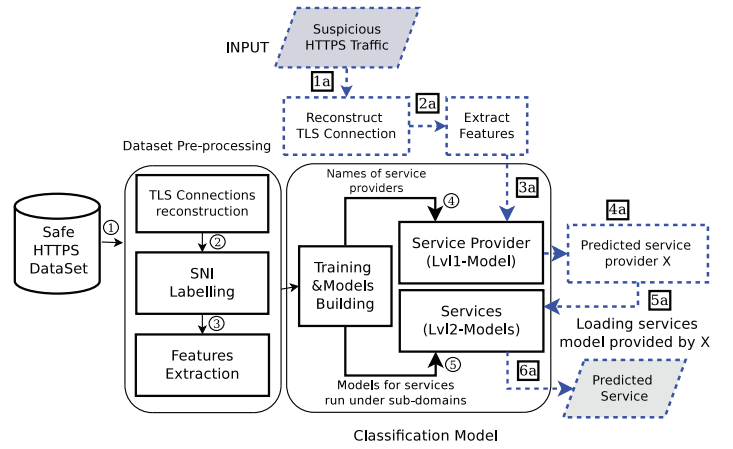 Suspicious
HTTPS Traffic
INPUT
1a
2a
Reconstruct
TLS Connection
Extract
Features
Dataset Pre-processing
3a
4a
Names of service
providers
①
TLS Connections
reconstruction
④
Safe
HTTPS
DataSet
②
Service Provider
(Lvl1-Model)
Predicted service
provider X
SNI
Labelling
Training
&Models
Building
5a
Services
(Lvl2-Models)
③
Loading services
model provided by X
Features
Extraction
⑤
6a
Models for services
run under sub-domains
Predicted
Service
Classification Model